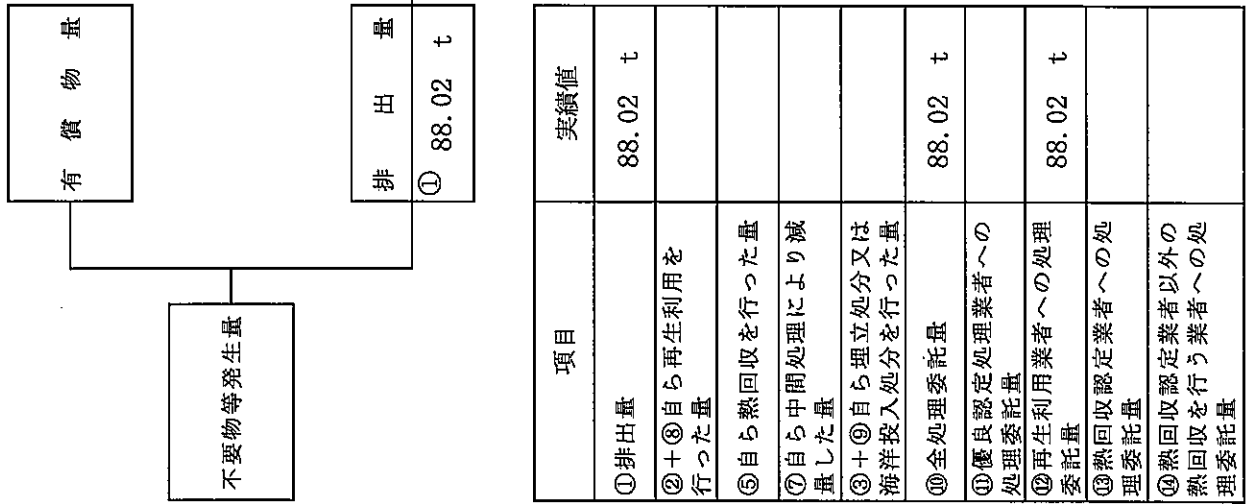 有償物量
不要物等発生量
排出量
① 88.02 t
項目 実績値
①排出量 88.02 t
②+⑧自ら再生利用を
行った量
⑤自ら熱回収を行った量
⑦自ら中間処理により減
量した量
③+⑨自ら埋立処分又は
海洋投入処分を行った量
⑩全処理委託量 88.02 t
⑪優良認定処理業者への
処理委託量
⑫再生利用業者への処理
委託量 88.02 t
⑬熱回収認定業者への処
理委託量
⑭熱回収認定業者以外の
熱回収を行う業者への処
理委託量